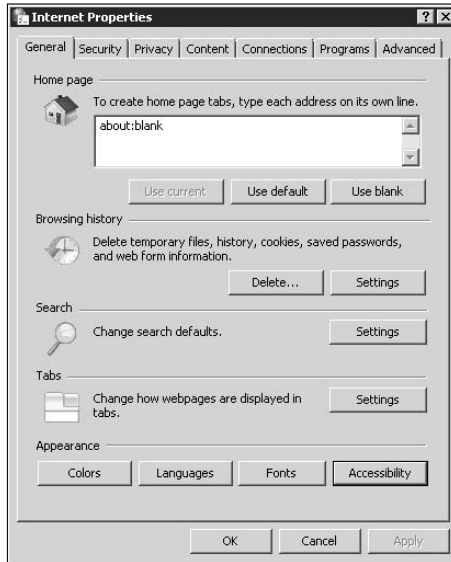 Internet Properties
General Security Privacy Content Connections Programs Advanced
Home page
To create home page tabs, type each address on its own line.
about:blank
Use current Use default Use blank
Browsing history
Delete temporary files, history, cookies, saved passwords,
and web form information.
Delete... Settings
Search
Change search defaults. Settings
Tabs
Change how webpages are displayed in
tabs.
Settings
Appearance
Colors Languages Fonts Accessibility
OK Cancel Apply